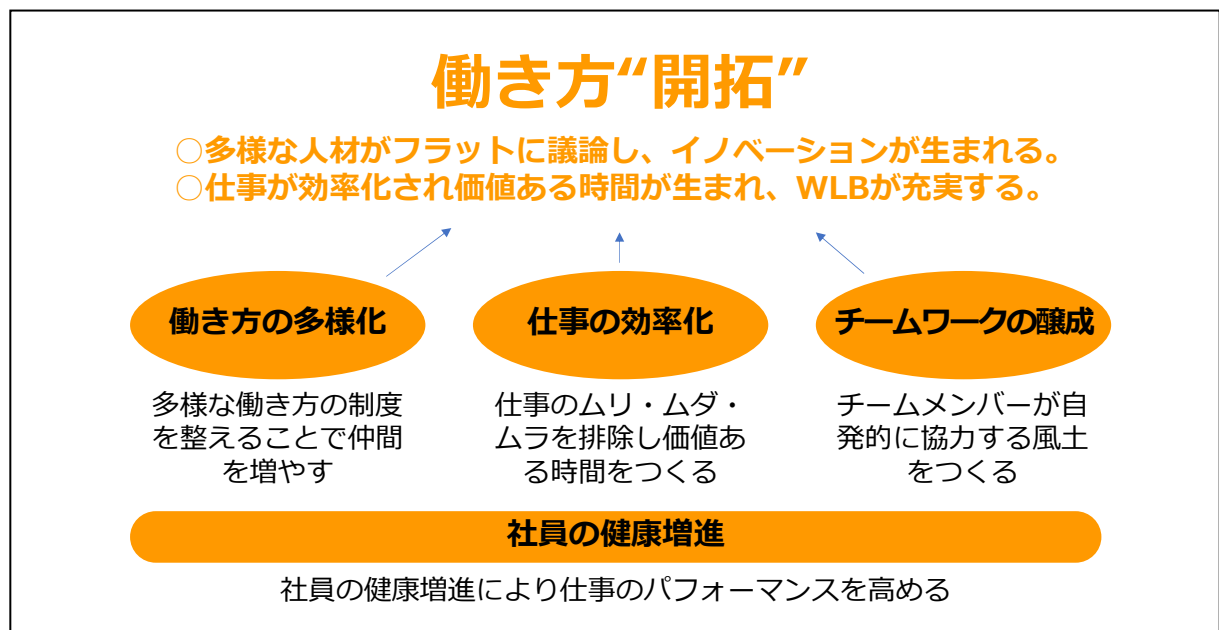 働き方“開拓”
○多様な人材がフラットに議論し、イノベーションが生まれる。
○仕事が効率化され価値ある時間が生まれ、WLBが充実する。
働き方の多様化
多様な働き方の制度
を整えることで仲間
を増やす
仕事の効率化
仕事のムリ・ムダ・
ムラを排除し価値あ
る時間をつくる
チームワークの醸成
チームメンバーが自
発的に協力する風土
をつくる
社員の健康増進
社員の健康増進により仕事のパフォーマンスを高める